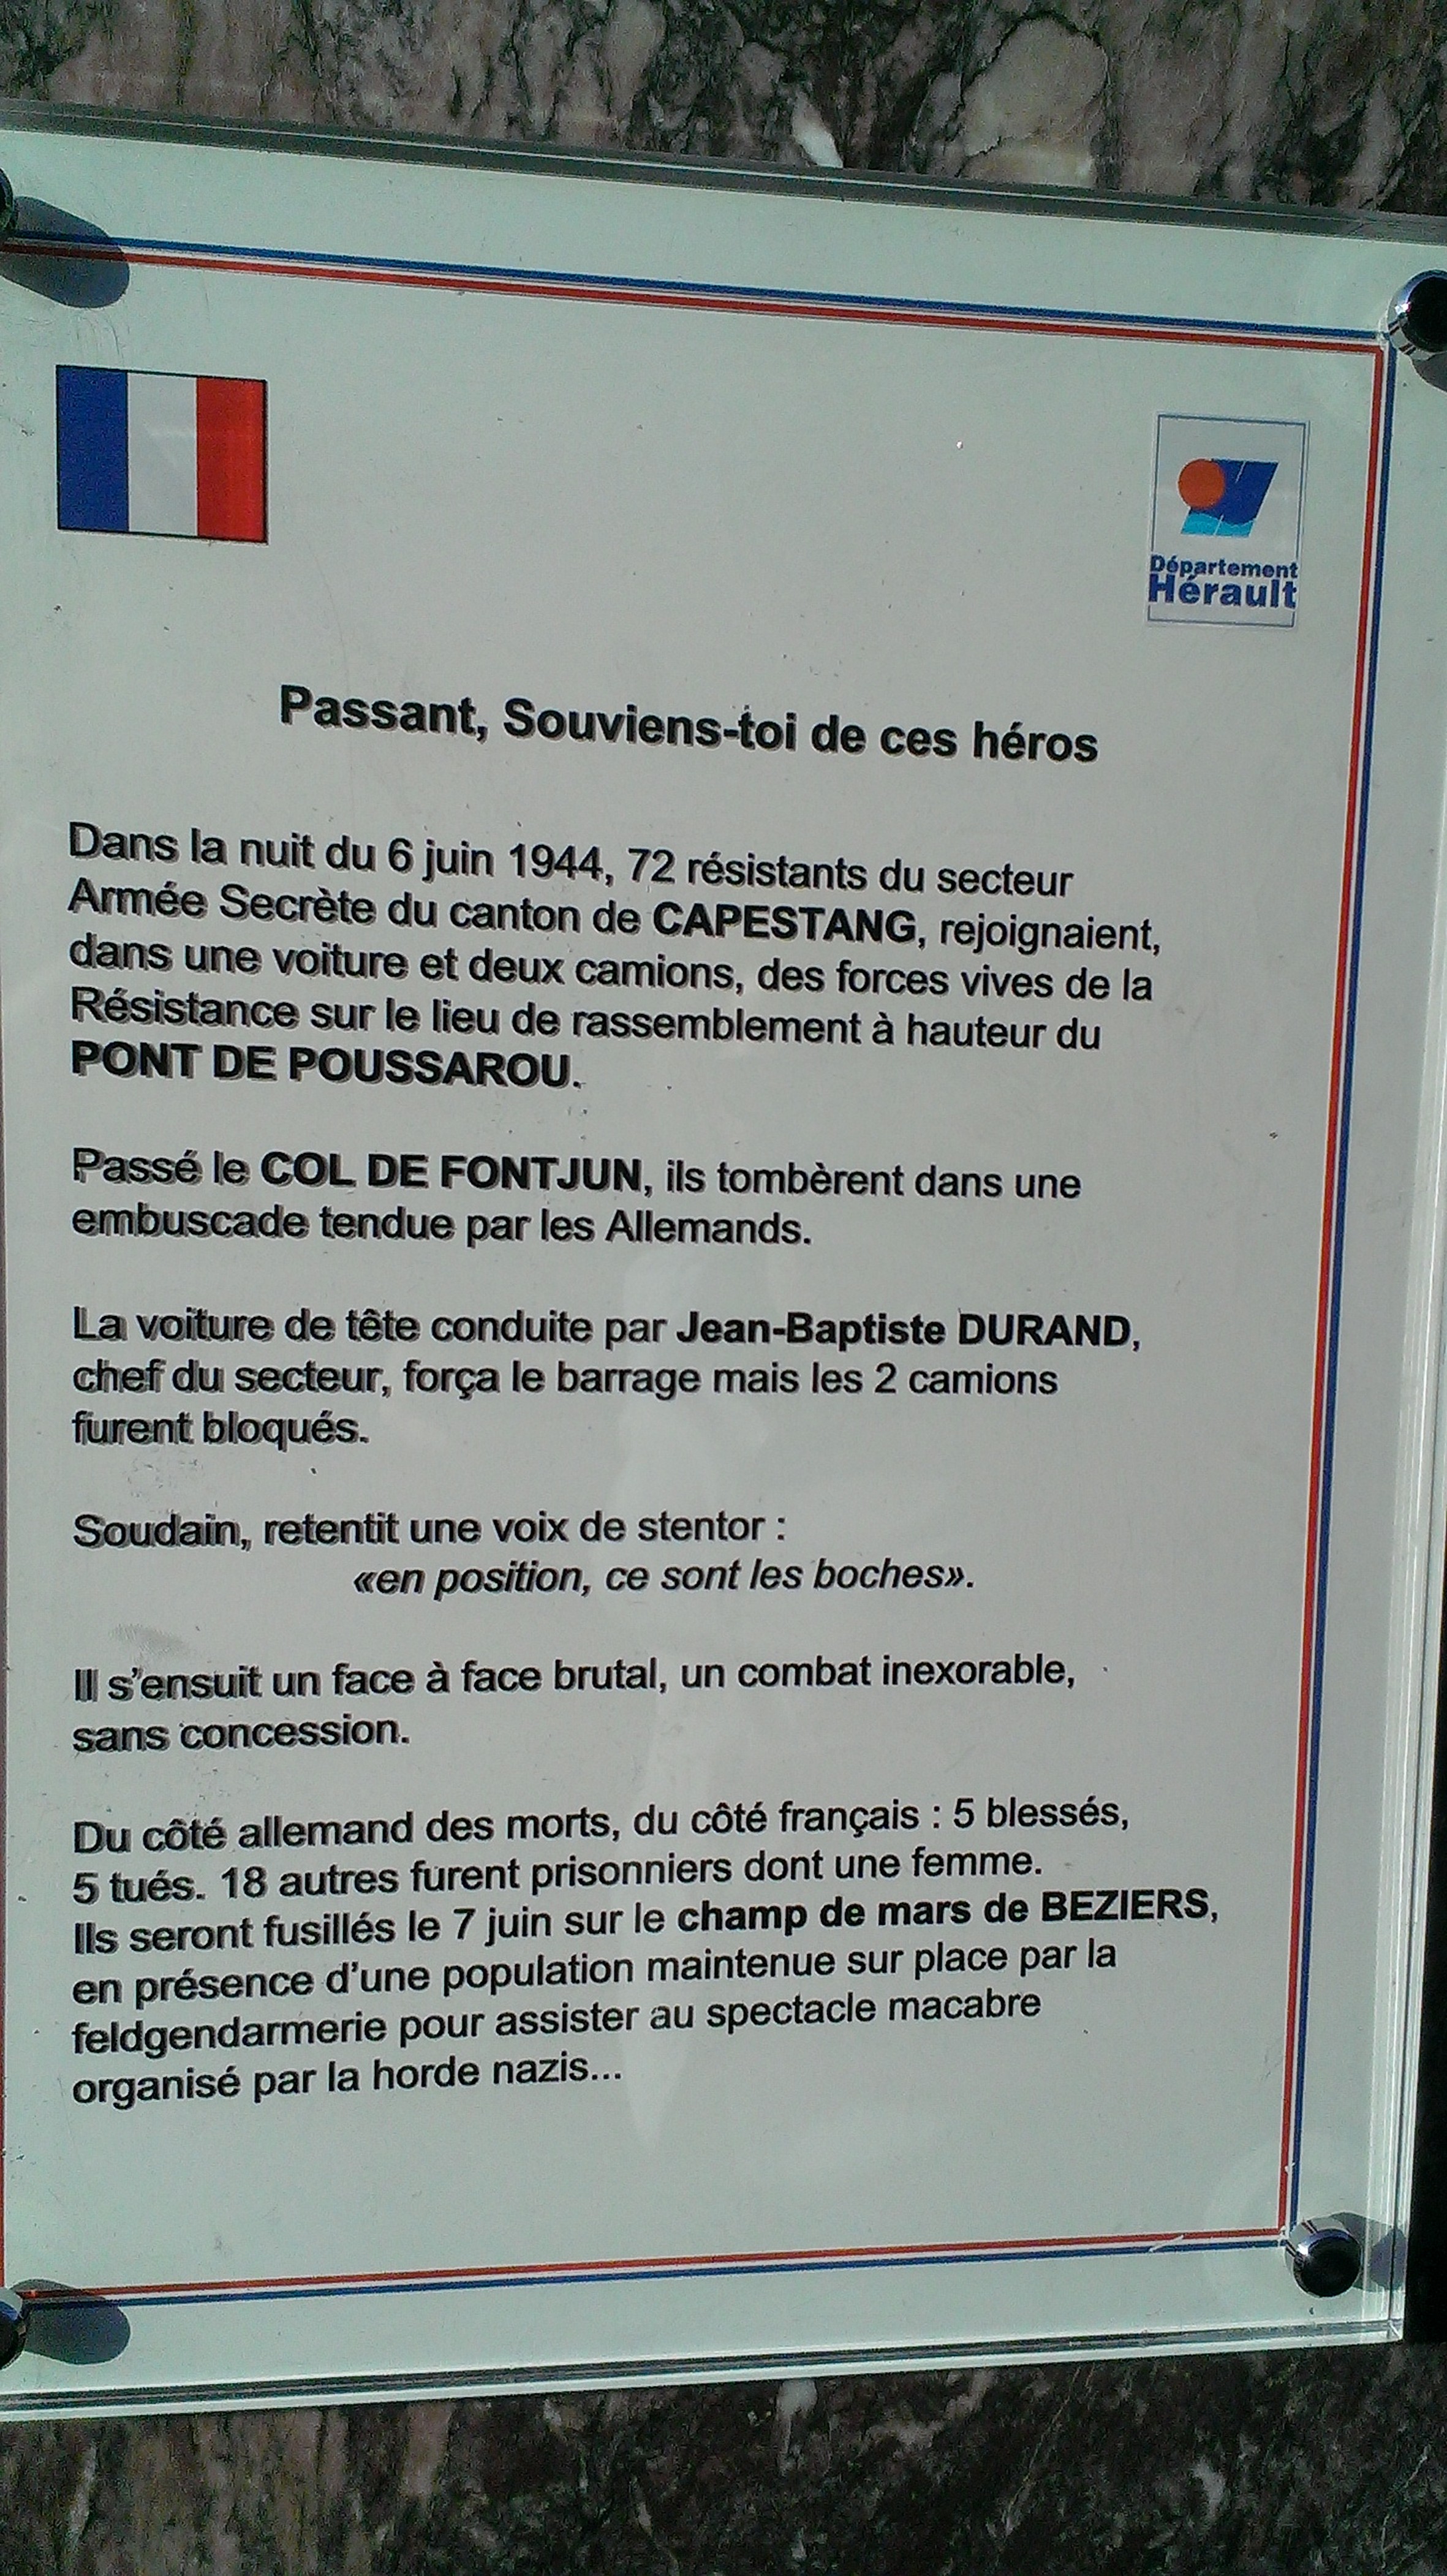 Département
Hérault
Passant, Souviens-toi de ces héros
Dans la nuit du 6 juin 1944, 72 résistants du secteur
Armée Secrète du canton de CAPESTANG, rejoignaient,
dans une voiture et deux camions, des forces vives de la
Résistance sur le lieu de rassemblement à hauteur du
PONT DE POUSSAROU.
Passé le COL DE FONTJUN, ils tombèrent dans une
embuscade tendue par les Allemands.
La voiture de tête conduite par Jean-Baptiste DURAND,
chef du secteur, força le barrage mais les 2 camions
furent bloqués.
Soudain, retentit une voix de stentor :
«en position, ce sont les boches».
Il s'ensuit un face à face brutal, un combat inexorable,
sans concession.
Du côté allemand des morts, du côté français : 5 blessés,
5 tués. 18 autres furent prisonniers dont une femme.
Ils seront fusillés le 7 juin sur le champ de mars de BEZIERS,
en présence d'une population maintenue sur place par la
feldgendarmerie pour assister au spectacle macabre
organisé par la horde nazis...